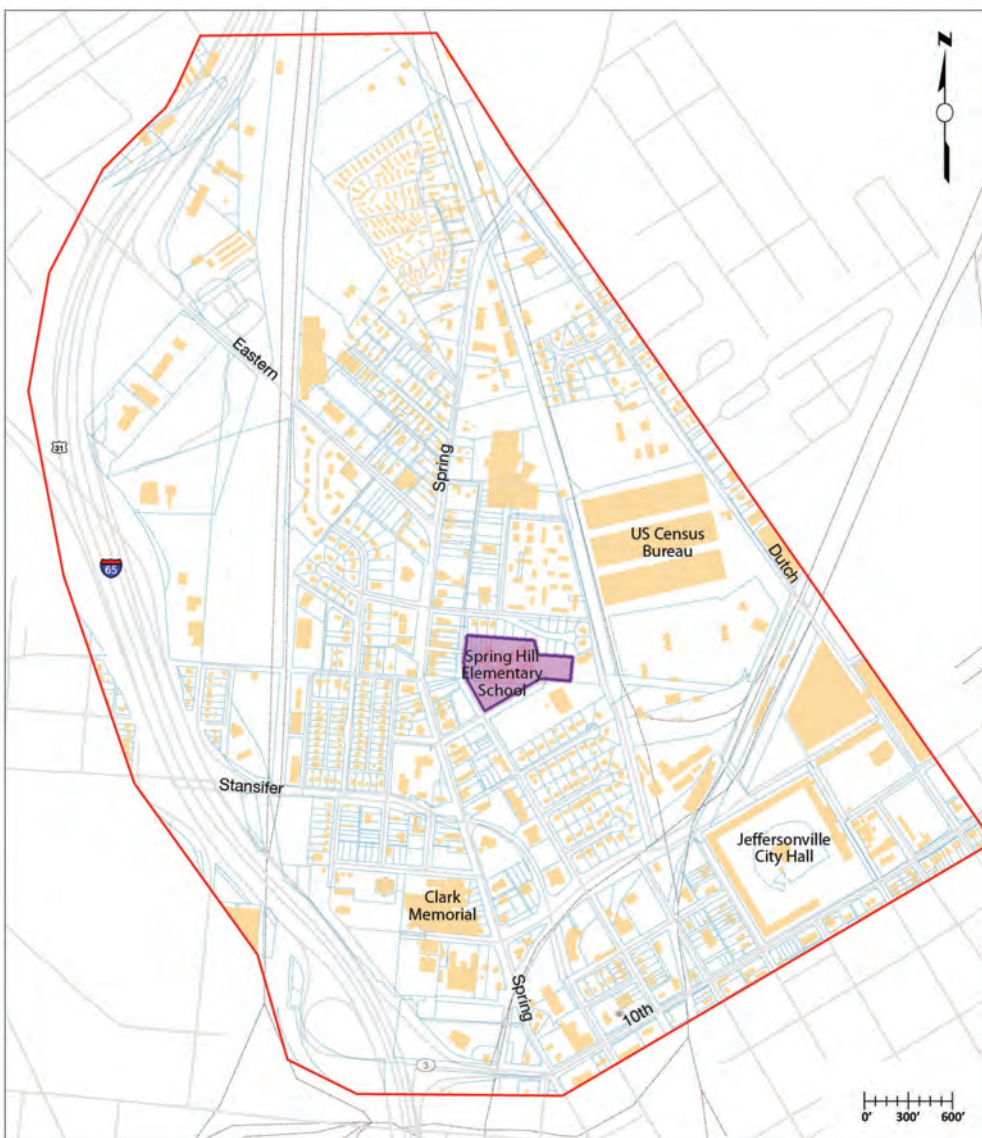 N
Eastern
31
Spring
US Census
Bureau
Dutch
65
Spring Hill
Elementary
School
Stansifer
Jeffersonville
City Hall
Clark
Memorial
Spring
10th
3
0' 300' 600'